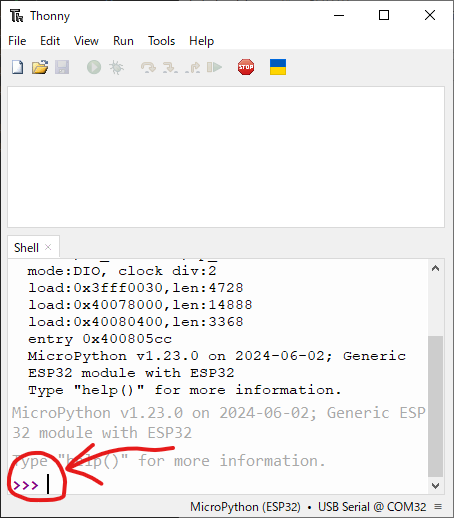 Thonny
File Edit View Run Tools Help
STOP
Shell
mode:DIO, clock div:2
load:0x3fff0030,len:4728
load:0x40078000,len:14888
load:0x40080400,len:3368
entry 0x400805cc
MicroPython v1.23.0 on 2024-06-02; Generic
ESP32 module with ESP32
Type "help()" for more information.
MicroPython v1.23.0 on 2024-06-02; Generic ESP
32 module with ESP32
Type "help()" for more information.
>>>
MicroPython (ESP32) • USB Serial @ COM32